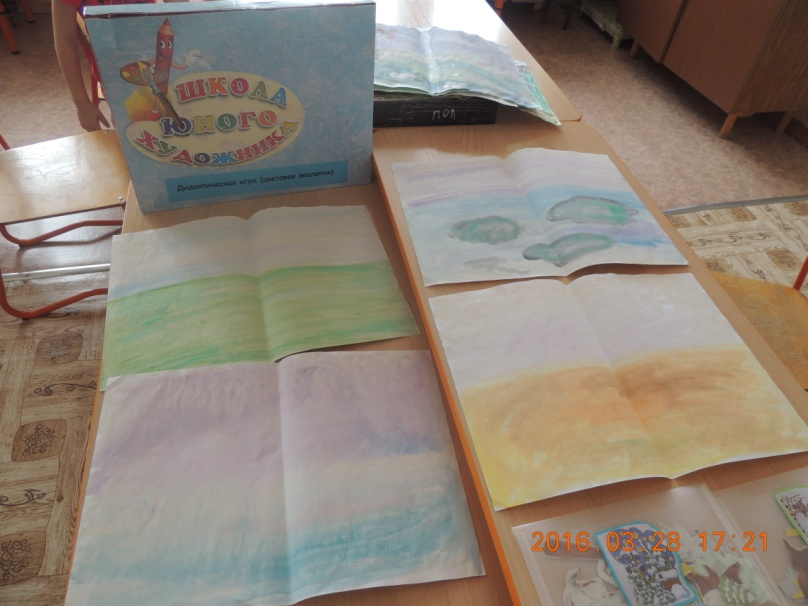 ШКОЛА
ЮНОГО
ХУДОЖНИКА
Дидактическая игра (цветовая экология)
ПОЛ
2016.03.28 17:21